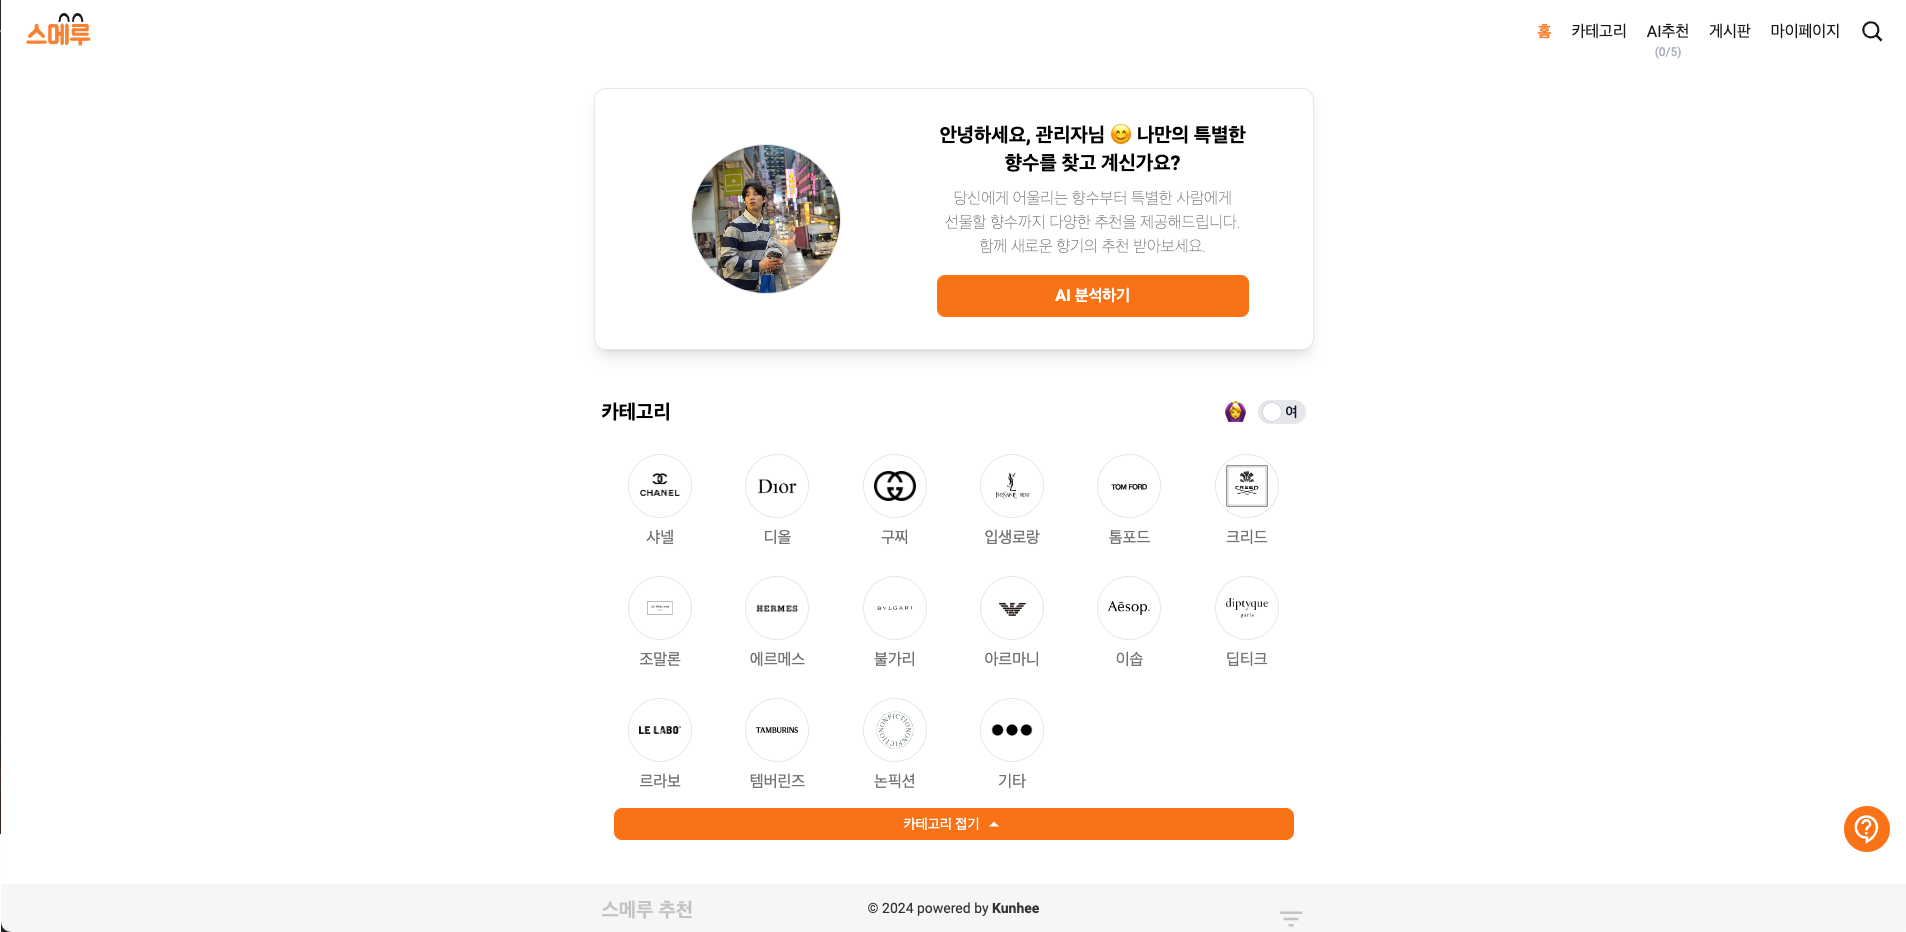 스메루
홈 카테고리 AI추천 게시판 마이페이지
(0/5)
안녕하세요, 관리자님 😊 나만의 특별한
향수를 찾고 계신가요?
당신에게 어울리는 향수부터 특별한 사람에게
선물할 향수까지 다양한 추천을 제공해드립니다.
함께 새로운 향기의 추천 받아보세요.
AI 분석하기
카테고리
여
CHANEL
Dior
TOM FORD
CREED
샤넬 디올 구찌 입생로랑 톰포드 크리드
HERMES
BVLGARI
Aēsop.
diptyque
paris
조말론 에르메스 불가리 아르마니 이솝 딥티크
LE LABO
TAMBURINS
NONFICTIONNONFICTION
르라보 템버린즈 논픽션 기타
카테고리 접기
스메루 추천
© 2024 powered by Kunhee